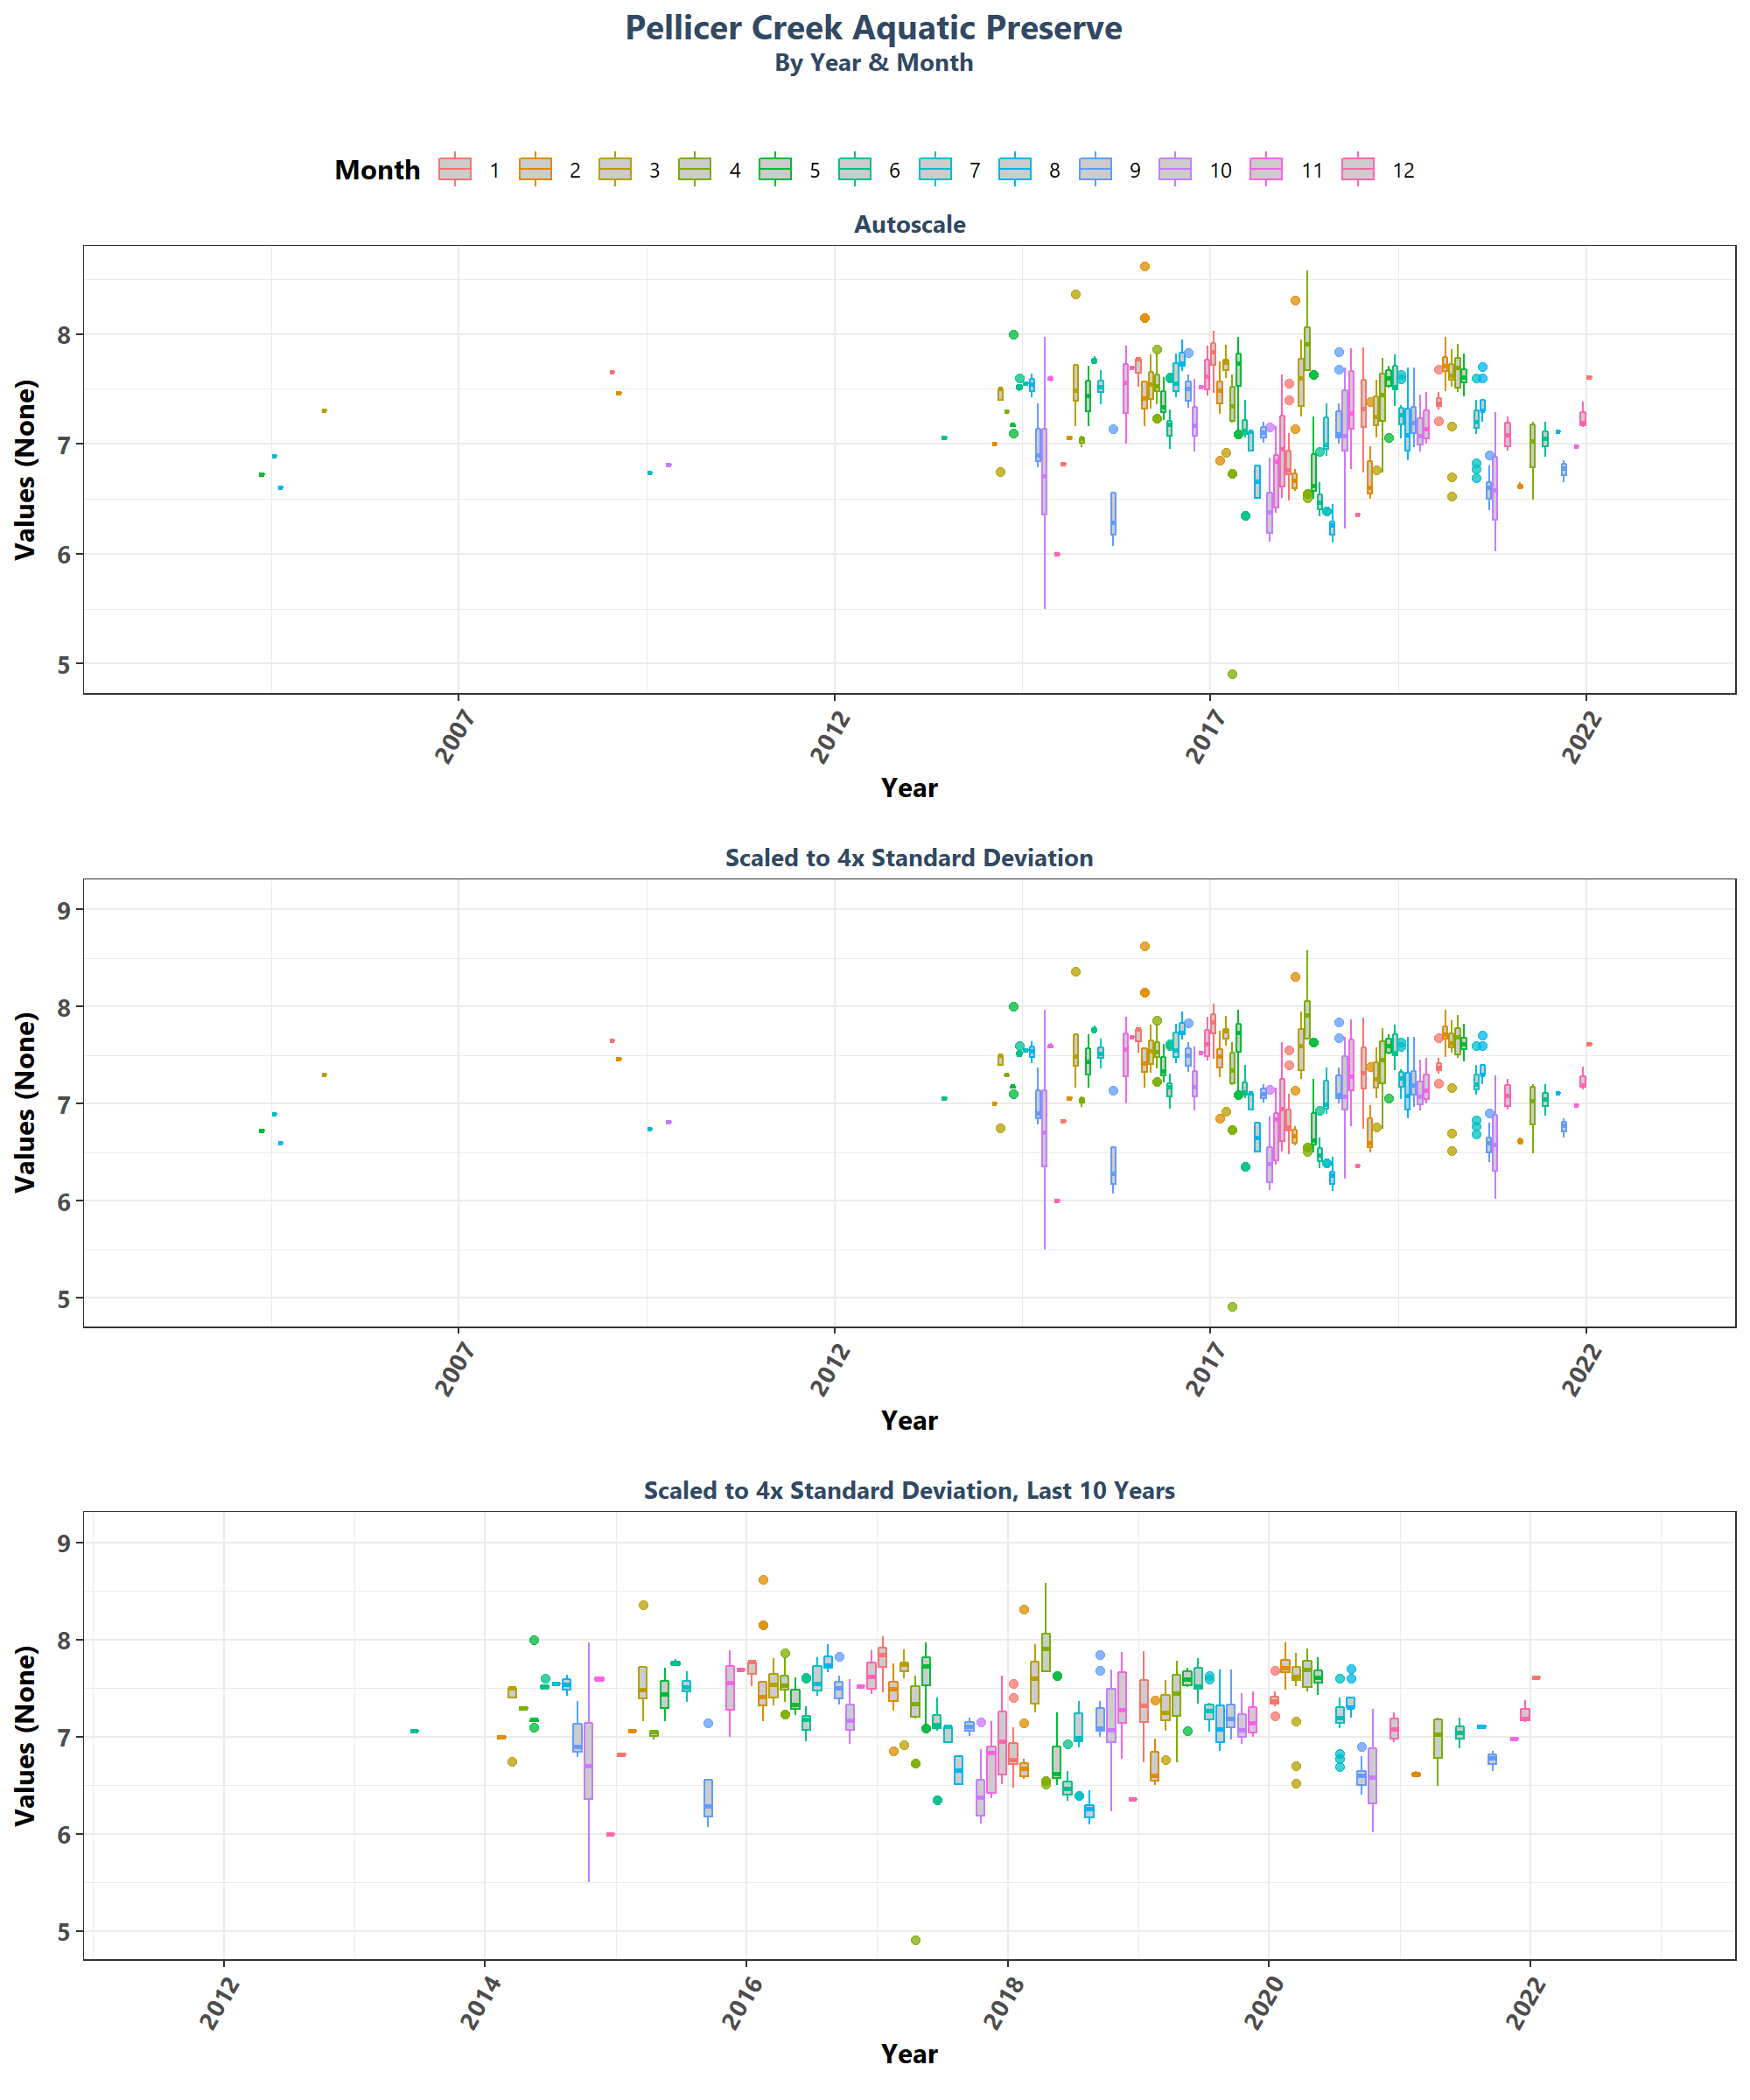 Pellicer Creek Aquatic Preserve
By Year & Month
Month 1 2 3 4 5 6 7 8 9 10 11 12
Autoscale
Values (None)
8
7
6
5
2007 2012 2017 2022
Year
Scaled to 4x Standard Deviation
Values (None)
9
8
7
6
5
2007 2012 2017 2022
Year
Scaled to 4x Standard Deviation, Last 10 Years
Values (None)
9
8
7
6
5
2012 2014 2016 2018 2020 2022
Year